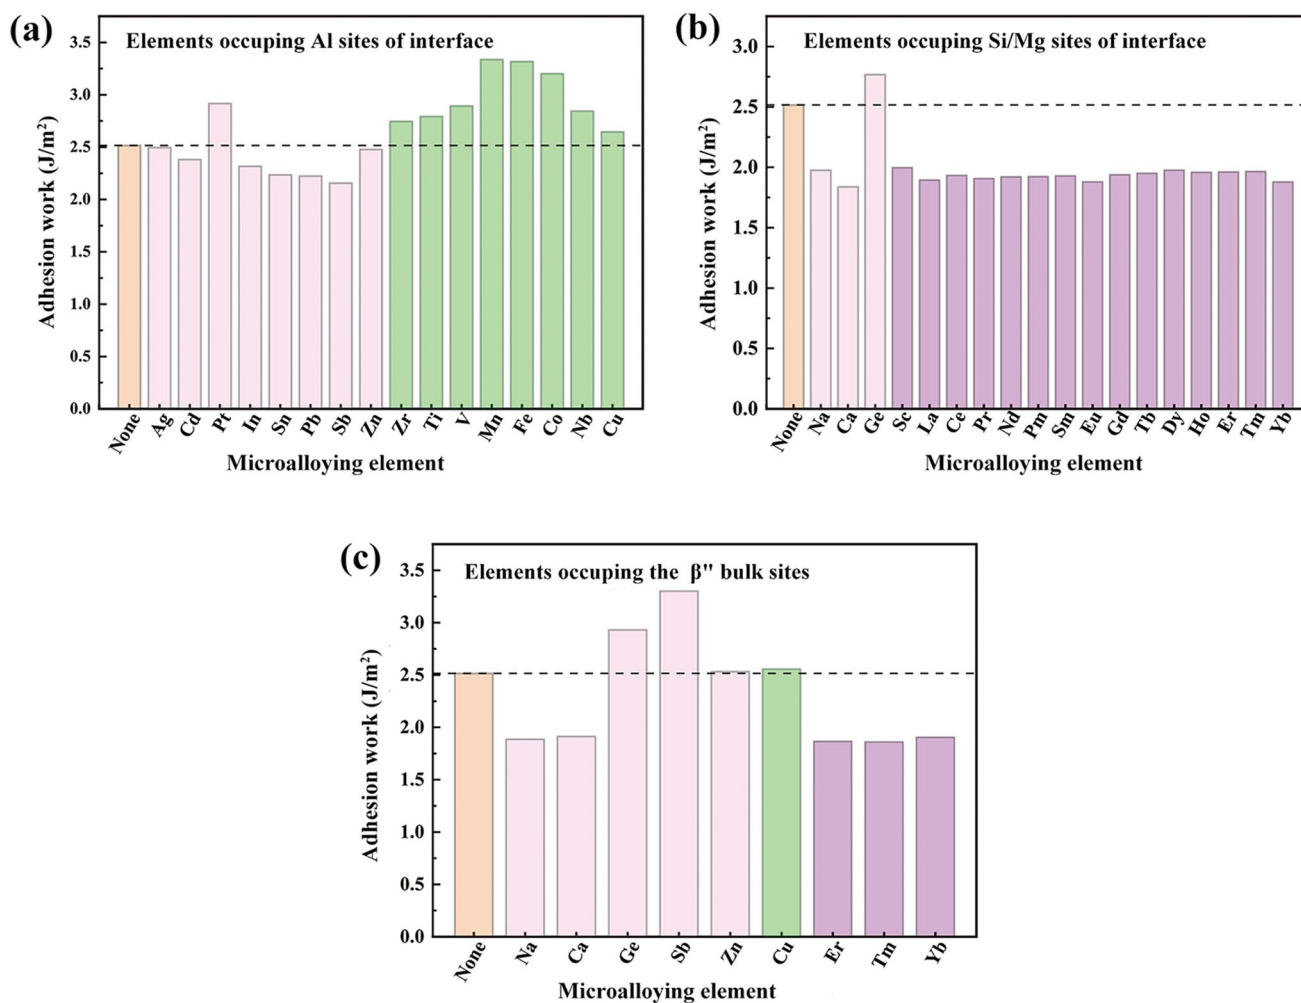 (a)
Elements occuping Al sites of interface
Adhesion work (J/m²)
3.5
3.0
2.5
2.0
1.5
1.0
0.5
0.0
None Ag Cd Pt In Sn Pb Sb Zn Zr Ti V Mn Fe Co Nb Cu
Microalloying element
(b)
Elements occuping Si/Mg sites of interface
Adhesion work (J/m²)
3.0
2.5
2.0
1.5
1.0
0.5
0.0
None Na Ca Ge Sc La Ce Pr Nd Pm Sm Eu Gd Tb Dy Ho Er Tm Yb
Microalloying element
(c)
Elements occuping the β" bulk sites
Adhesion work (J/m²)
3.5
3.0
2.5
2.0
1.5
1.0
0.5
0.0
None Na Ca Ge Sb Zn Cu Er Tm Yb
Microalloying element